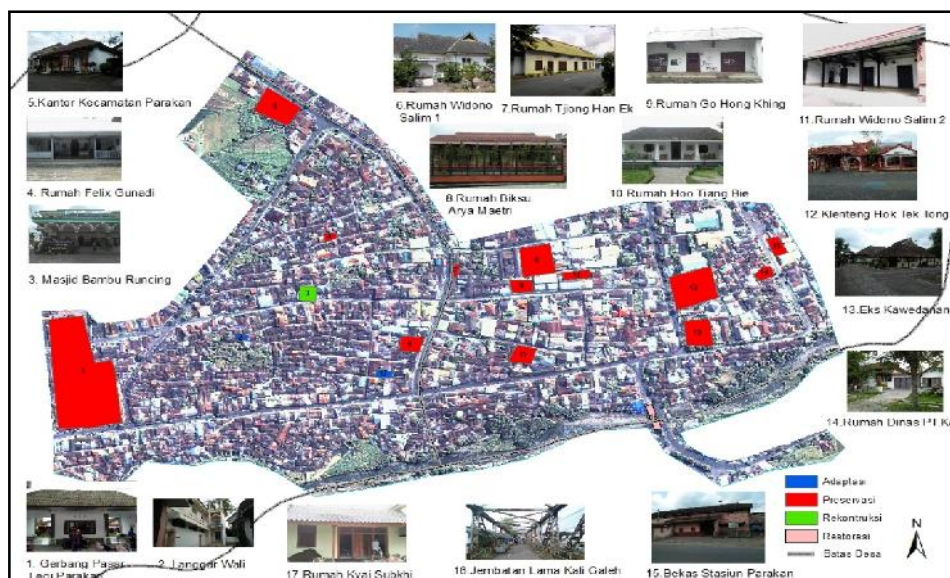 5.Kantor Kecamatan Parakan
4. Rumah Felix Gunadi
3. Masjid Bambu Runcing
6.Rumah Widono
Salim 1
7.Rumah Tjiong Han Ek
9.Rumah Go Hong Khing
11.Rumah Widono Salim 2
8.Rumah Biksu
Arya Maetri
10.Rumah Hoo Tiang Bie
12.Klenteng Hok Tek Tong
13.Eks Kawedanan
14.Rumah Dinas PT.KA
Adaptasi
Preservasi
Rekontruksi
Restorasi
Batas Desa
N
1. Gerbang Pasar
Legi Parakan
2. Langgar Wali
17.Rumah Kyai Subkhi
16.Jembatan Lama Kali Galeh
15.Bekas Stasiun Parakan